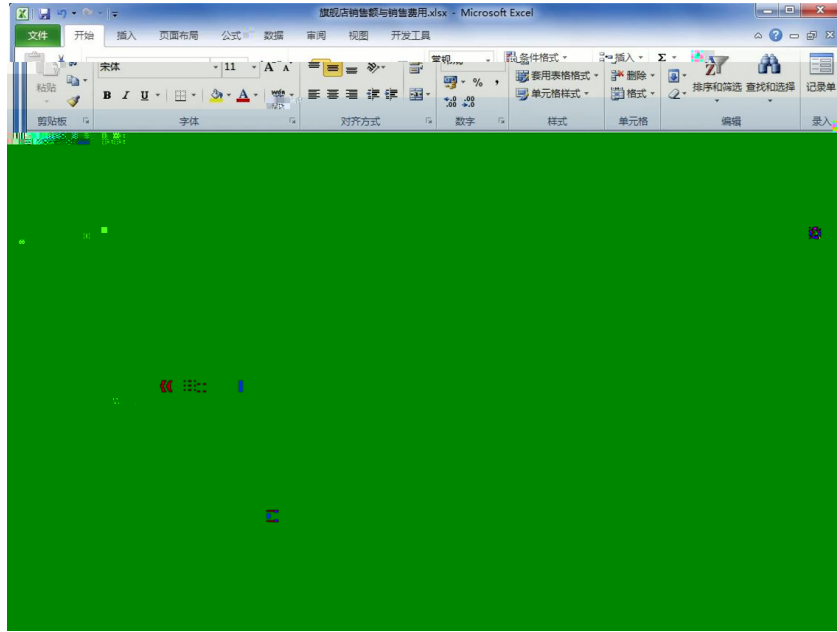 旗舰店销售额与销售费用.xlsx - Microsoft Excel
文件 开始 插入 页面布局 公式 数据 审阅 视图 开发工具
宋体 11 常规 条件格式 插入 Σ
粘贴 套用表格格式 删除 排序和筛选 查找和选择 记录单
B I U A % , 单元格样式 格式
剪贴板 字体 对齐方式 数字 样式 单元格 编辑 录入